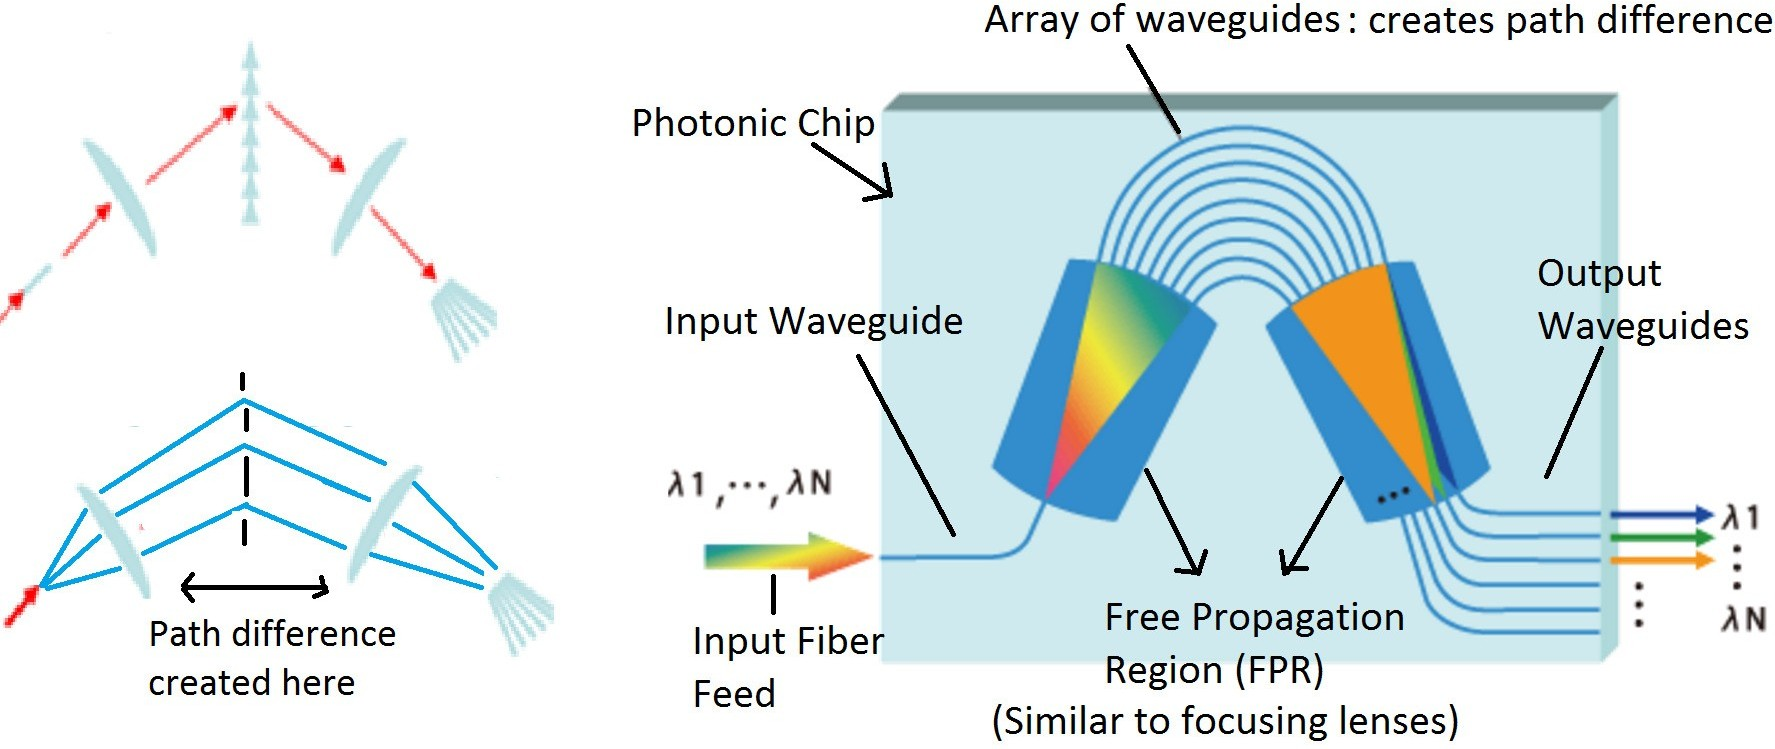 Array of waveguides : creates path difference
Photonic Chip
Input Waveguide
Output
Waveguides
λ1 ,⋯, λN
Input Fiber
Feed
Free Propagation
Region (FPR)
(Similar to focusing lenses)
λ1
⋮
λN
Path difference
created here